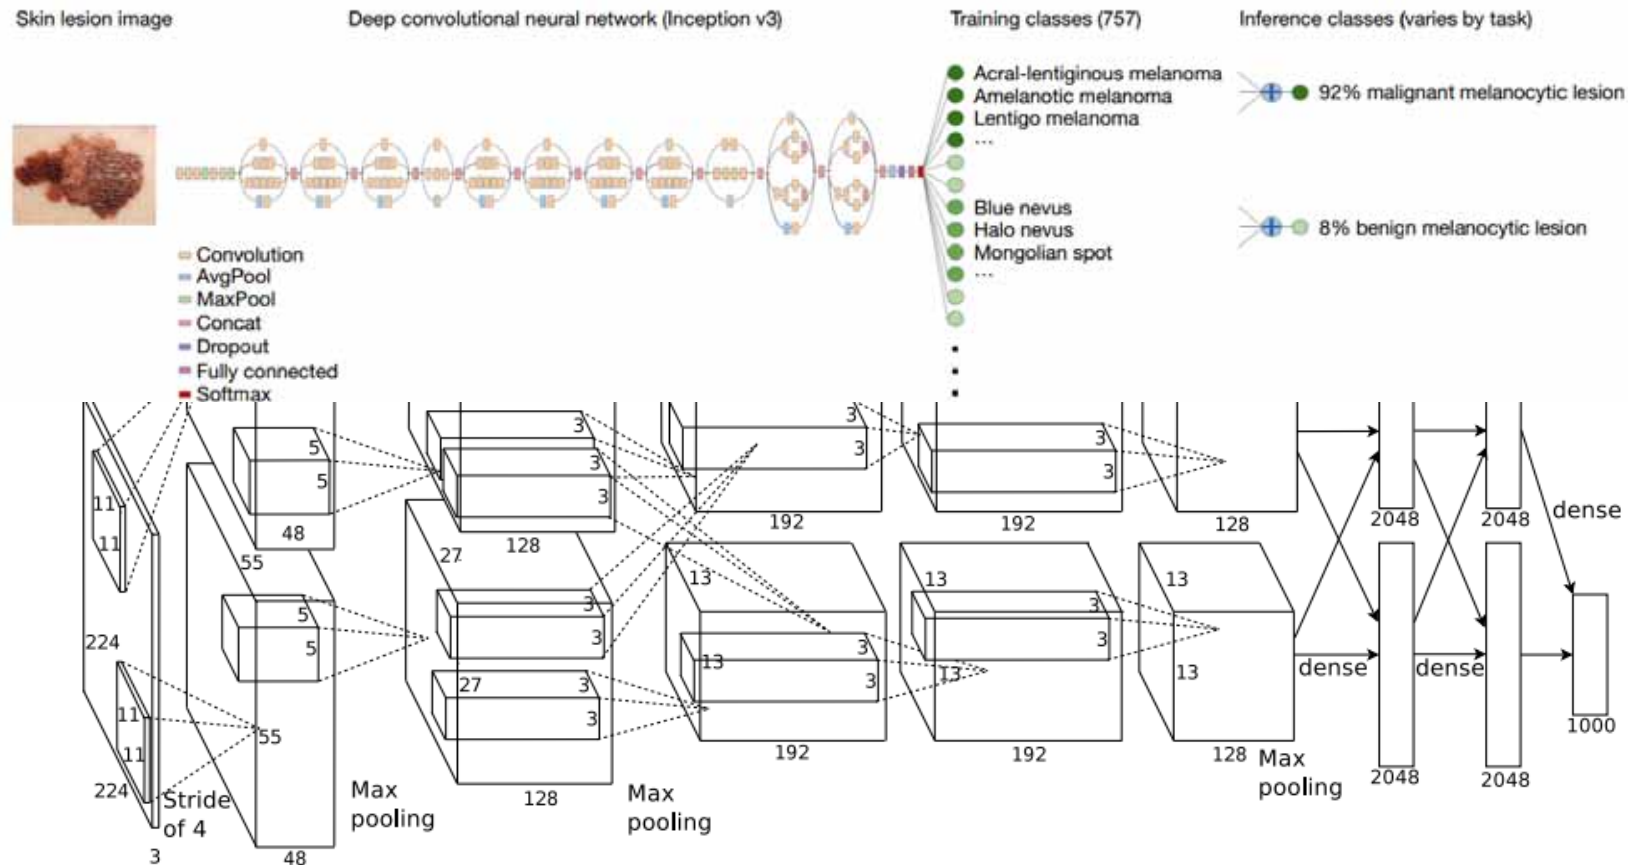 Skin lesion image
Deep convolutional neural network (Inception v3)
Training classes (757)
Inference classes (varies by task)
Acral-lentiginous melanoma
Amelanotic melanoma
Lentigo melanoma
...
Blue nevus
Halo nevus
Mongolian spot
...
92% malignant melanocytic lesion
8% benign melanocytic lesion
Convolution
AvgPool
MaxPool
Concat
Dropout
Fully connected
Softmax
5
5
48
3
3
3
128
3
3
192
3
3
192
128
2048
2048
dense
11
11
224
11
11
224
3
Stride
of 4
55
5
5
55
48
Max
pooling
27
3
3
27
3
3
128
Max
pooling
13
13
3
3
192
13
3
3
13
192
13
13
128
Max
pooling
dense
dense
2048
2048
1000